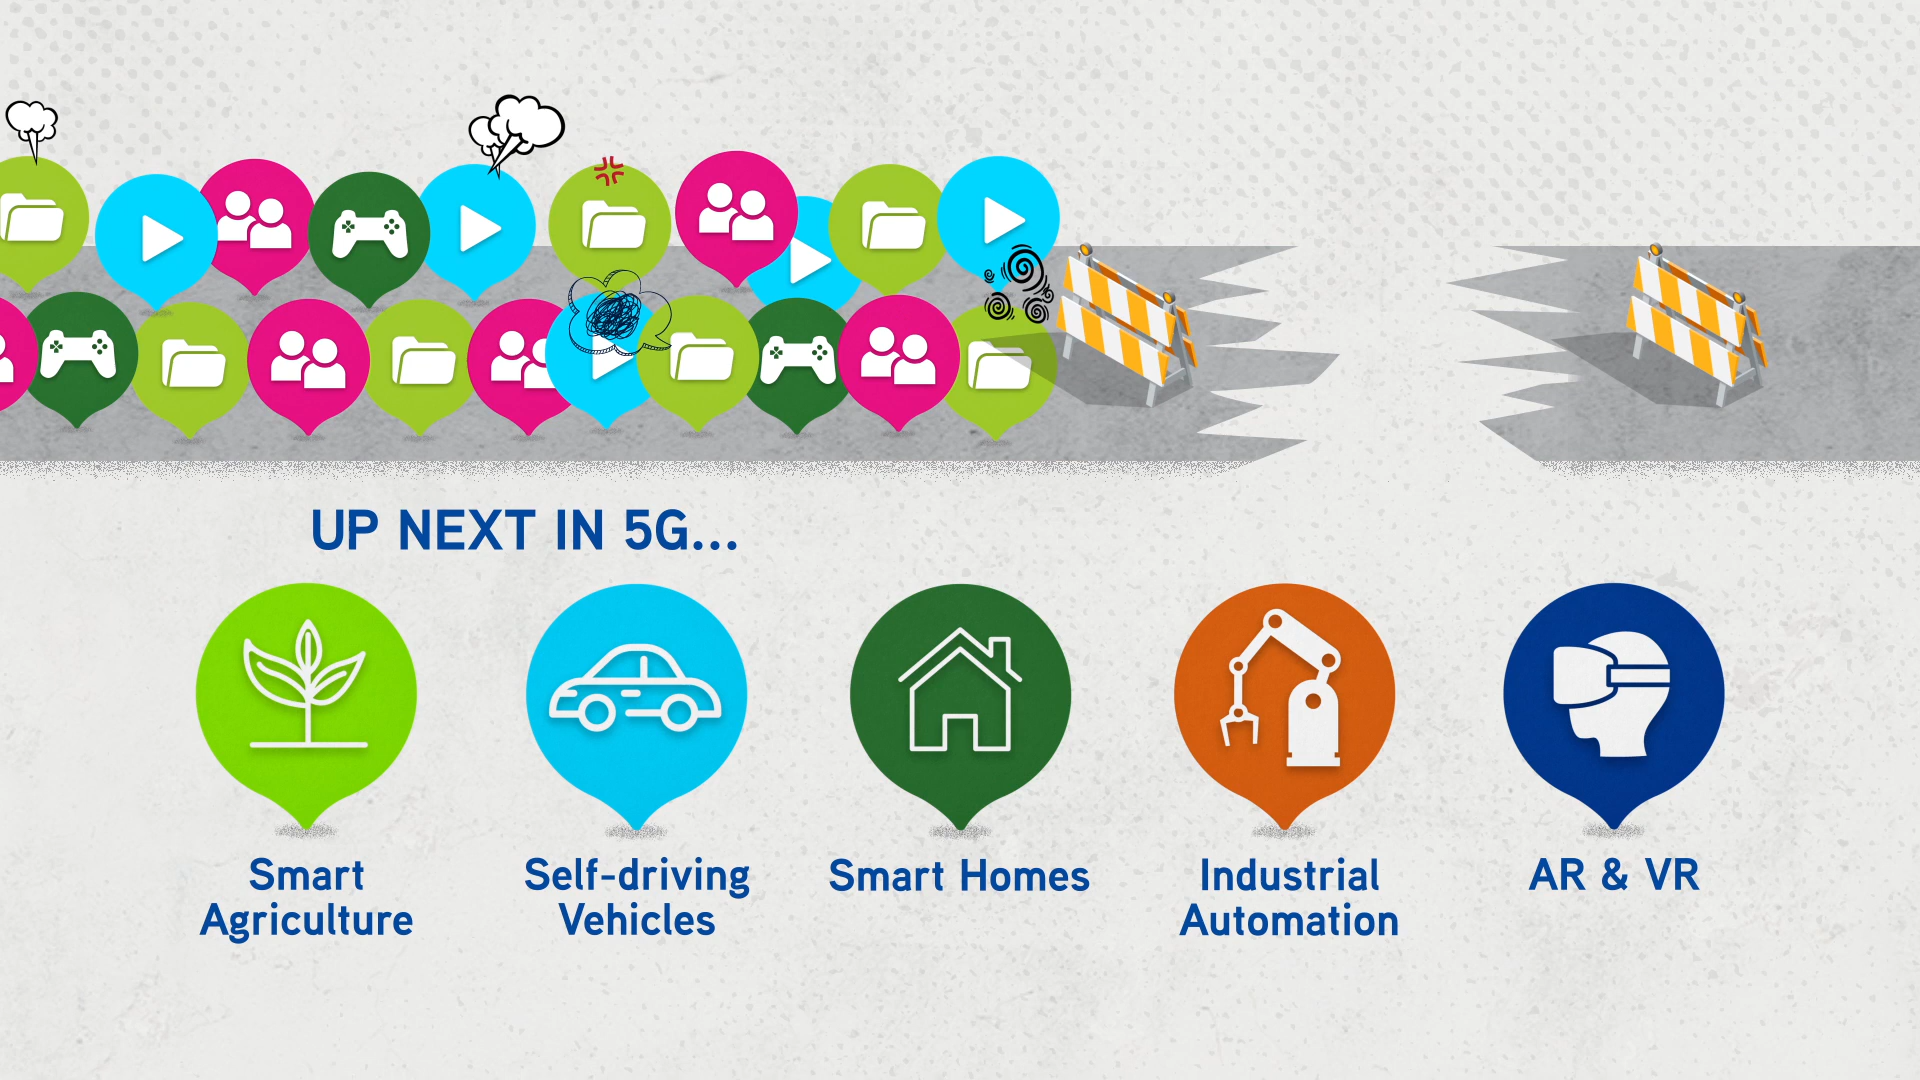 UP NEXT IN 5G...
Smart
Agriculture
Self-driving
Vehicles
Smart Homes
Industrial
Automation
AR & VR